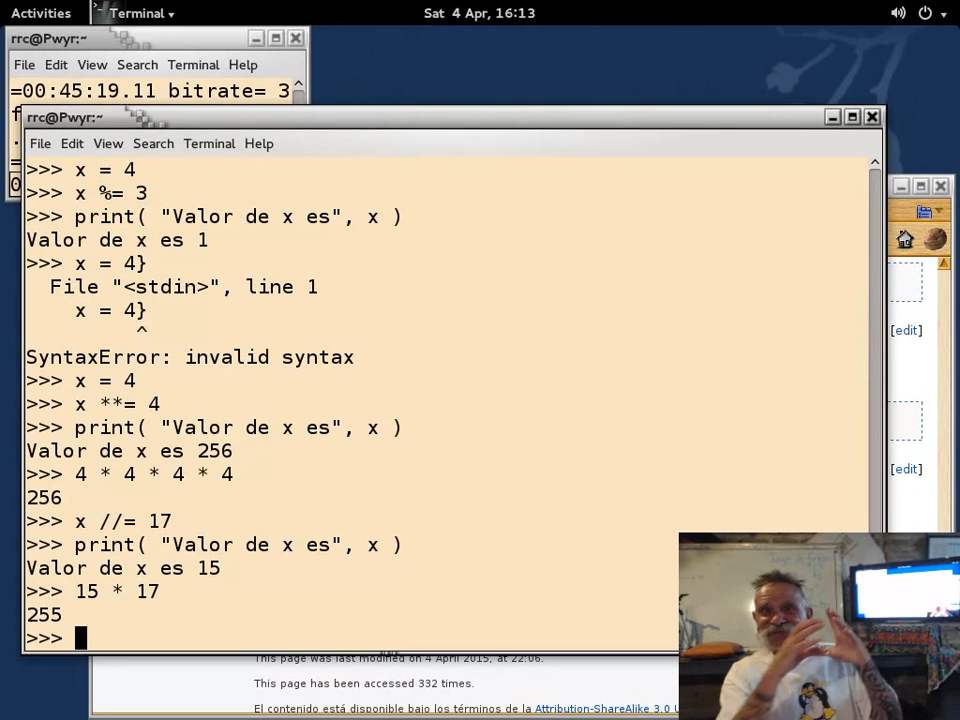 Activities Terminal Sat 4 Apr, 16:13
rrc@Pwyr:~
File Edit View Search Terminal Help
=00:45:19.11 bitrate= 3
rrc@Pwyr:~
File Edit View Search Terminal Help
>>> x = 4
>>> x %= 3
>>> print( "Valor de x es", x )
Valor de x es 1
>>> x = 4}
File "<stdin>", line 1
x = 4}
^
SyntaxError: invalid syntax
>>> x = 4
>>> x **= 4
>>> print( "Valor de x es", x )
Valor de x es 256
>>> 4 * 4 * 4 * 4
256
>>> x //= 17
>>> print( "Valor de x es", x )
Valor de x es 15
>>> 15 * 17
255
>>>
[edit]
[edit]
This page was last modified on 4 April 2015, at 22:06.
This page has been accessed 332 times.
El contenido está disponible bajo los términos de la Attribution-ShareAlike 3.0 U